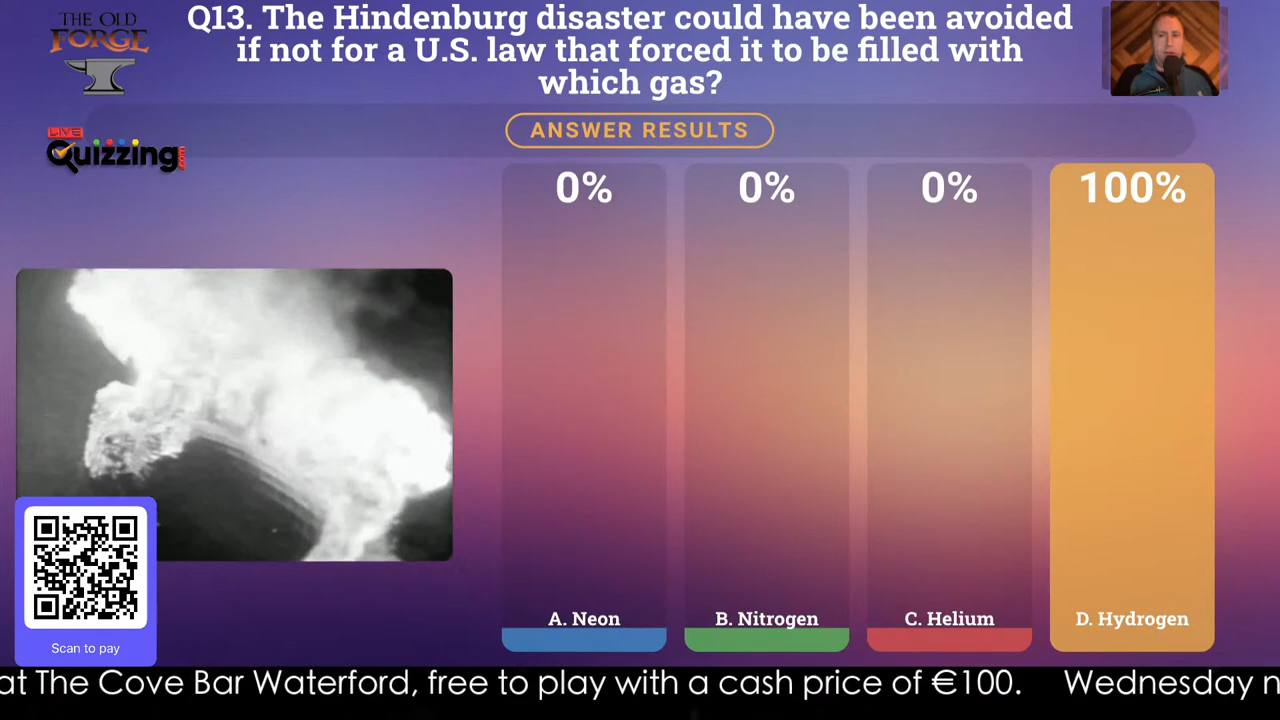 THE OLD
FORGE
Q13. The Hindenburg disaster could have been avoided
if not for a U.S. law that forced it to be filled with
which gas?
LIVE
Quizzing.com
ANSWER RESULTS
0%
0%
0%
100%
A. Neon
B. Nitrogen
C. Helium
D. Hydrogen
Scan to pay
at The Cove Bar Waterford, free to play with a cash price of €100. Wednesday n